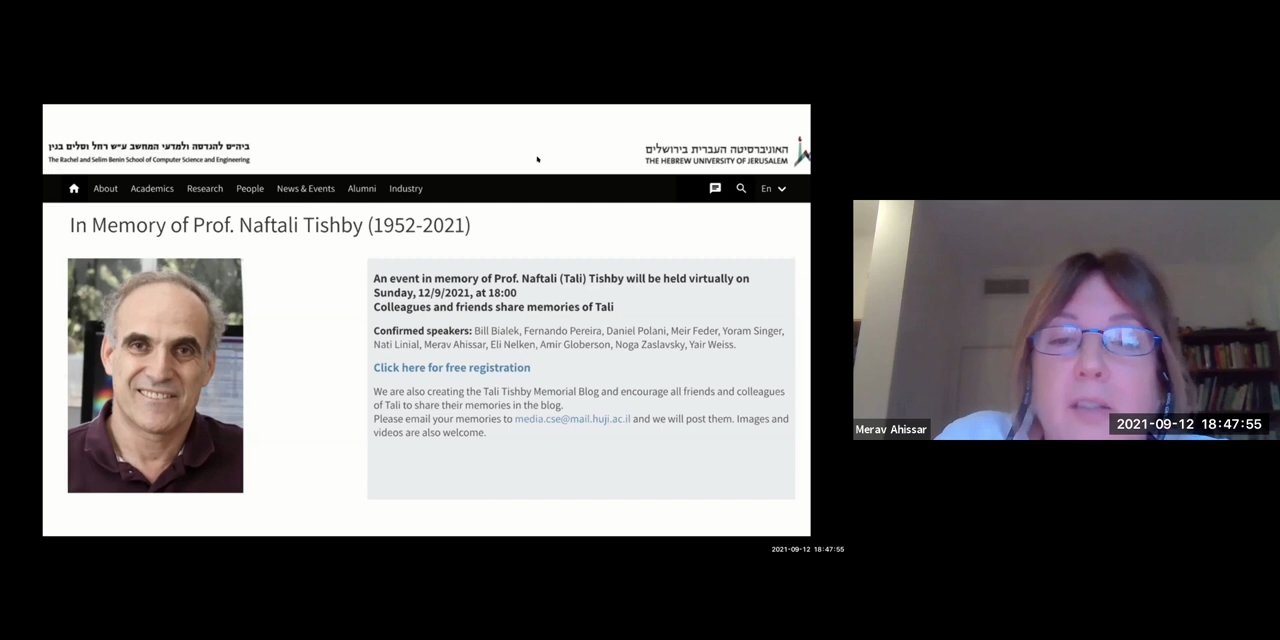 ביה״ס להנדסה ולמדעי המחשב ע״ש רחל וסלים בנין
The Rachel and Selim Benin School of Computer Science and Engineering
האוניברסיטה העברית בירושלים
THE HEBREW UNIVERSITY OF JERUSALEM
About Academics Research People News & Events Alumni Industry En
In Memory of Prof. Naftali Tishby (1952-2021)
An event in memory of Prof. Naftali (Tali) Tishby will be held virtually on
Sunday, 12/9/2021, at 18:00
Colleagues and friends share memories of Tali
Confirmed speakers: Bill Bialek, Fernando Pereira, Daniel Polani, Meir Feder, Yoram Singer,
Nati Linial, Merav Ahissar, Eli Nelken, Amir Globerson, Noga Zaslavsky, Yair Weiss.
Click here for free registration
We are also creating the Tali Tishby Memorial Blog and encourage all friends and colleagues
of Tali to share their memories in the blog.
Please email your memories to media.cse@mail.huji.ac.il and we will post them. Images and
videos are also welcome.
Merav Ahissar
2021-09-12 18:47:55
2021-09-12 18:47:55